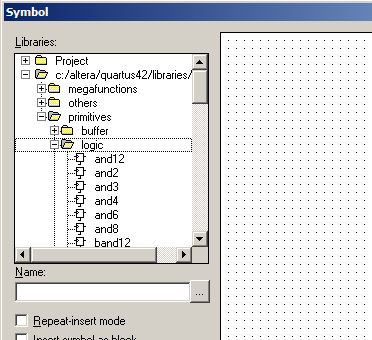 Symbol
Libraries:
Project
c:/altera/quartus42/libraries/
megafunctions
others
primitives
buffer
logic
and12
and2
and3
and4
and6
and8
band12
Name:
...
Repeat-insert mode
Insert symbol as block